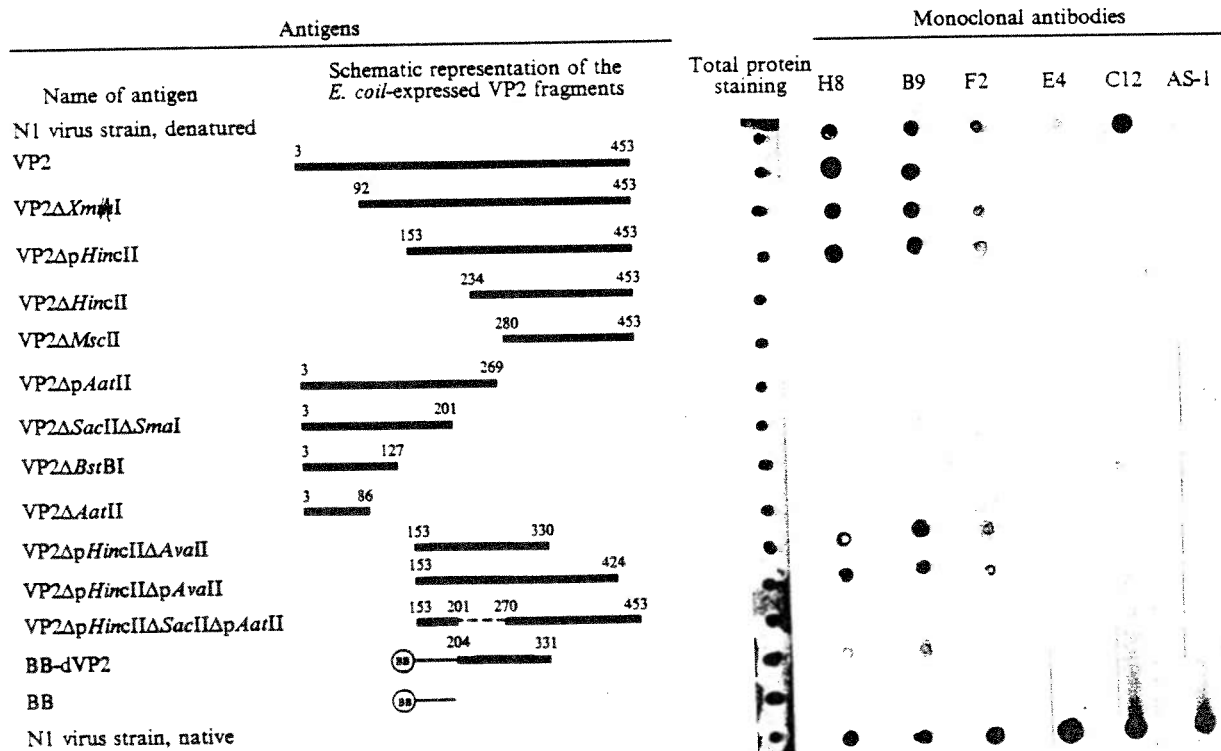 Antigens
Monoclonal antibodies
Name of antigen
Schematic representation of the
E. coil-expressed VP2 fragments
Total protein
staining
H8 B9 F2 E4 C12 AS-1
N1 virus strain, denatured
VP2
3 453
VP2ΔXmaI
92 453
VP2ΔpHincII
153 453
VP2ΔHincII
234 453
VP2ΔMscII
280 453
VP2ΔpAatII
3 269
VP2ΔSacIIΔSmaI
3 201
VP2ΔBstBI
3 127
VP2ΔAatII
3 86
VP2ΔpHincIIΔAvaII
153 330
VP2ΔpHincIIΔpAvaII
153 424
VP2ΔpHincIIΔSacIIΔpAatII
153 201 270 453
BB-dVP2
BB 204 331
BB
BB
N1 virus strain, native